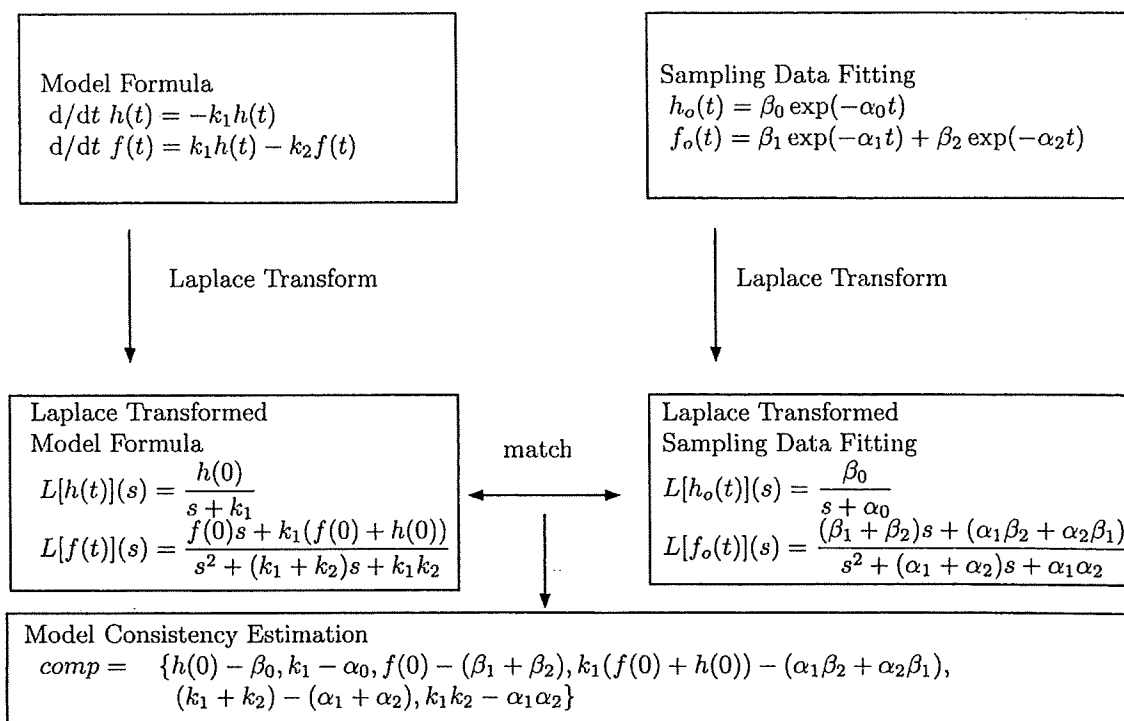 Model Formula
d/dt h(t) = −k₁h(t)
d/dt f(t) = k₁h(t) − k₂f(t)
Sampling Data Fitting
hₒ(t) = β₀ exp(−α₀t)
fₒ(t) = β₁ exp(−α₁t) + β₂ exp(−α₂t)
Laplace Transform
Laplace Transform
Laplace Transformed
Model Formula
L[h(t)](s) = h(0) / (s + k₁)
L[f(t)](s) = (f(0)s + k₁(f(0) + h(0))) / (s² + (k₁ + k₂)s + k₁k₂)
match
Laplace Transformed
Sampling Data Fitting
L[hₒ(t)](s) = β₀ / (s + α₀)
L[fₒ(t)](s) = ((β₁ + β₂)s + (α₁β₂ + α₂β₁)) / (s² + (α₁ + α₂)s + α₁α₂)
Model Consistency Estimation
comp = {h(0) − β₀, k₁ − α₀, f(0) − (β₁ + β₂), k₁(f(0) + h(0)) − (α₁β₂ + α₂β₁),
(k₁ + k₂) − (α₁ + α₂), k₁k₂ − α₁α₂}